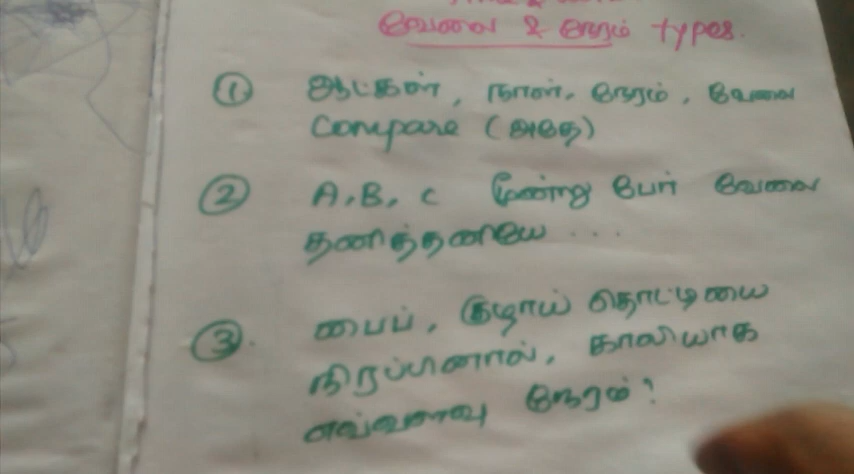 வேலை & நேரம் types.
① ஆட்கள், நாள், நேரம், வேலை
compare (அதே)
② A, B, C மூன்று பேர் வேலை
தனித்தனியே ...
③. பைப், குழாய் தொட்டியை
நிரப்பினால், காலியாக
எவ்வளவு நேரம்?